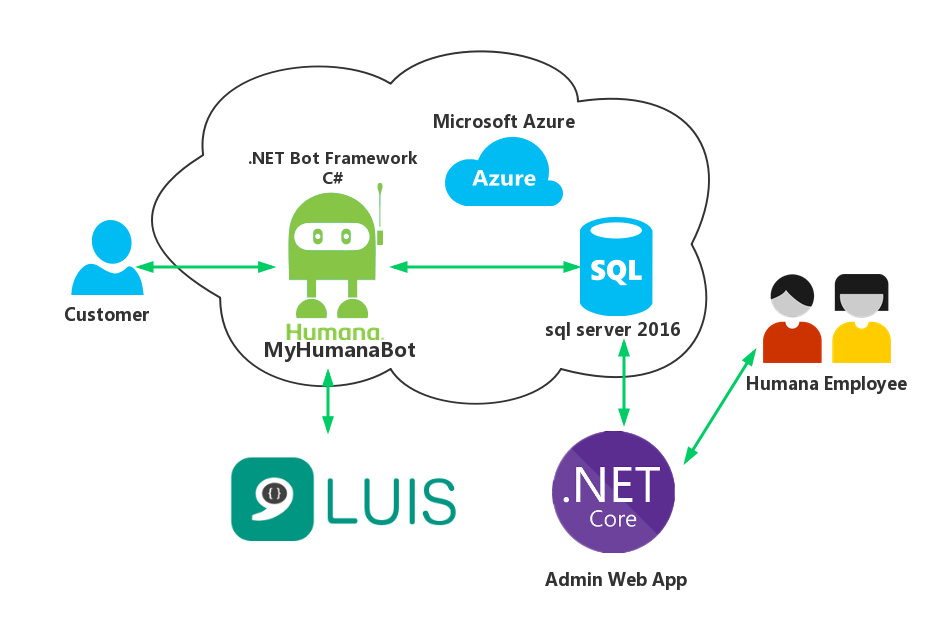 Microsoft Azure
Azure
.NET Bot Framework
C#
SQL
Customer
Humana.
MyHumanaBot
sql server 2016
Humana Employee
{}
LUIS
.NET
Core
Admin Web App